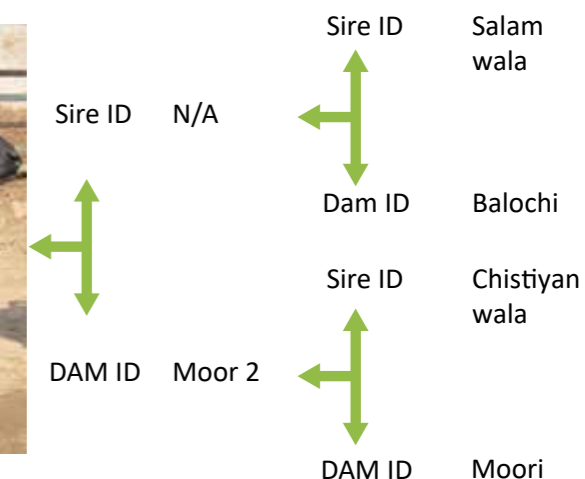 Sire ID Salam
wala
Sire ID N/A
Dam ID Balochi
Sire ID Chistiyan
wala
DAM ID Moor 2
DAM ID Moori